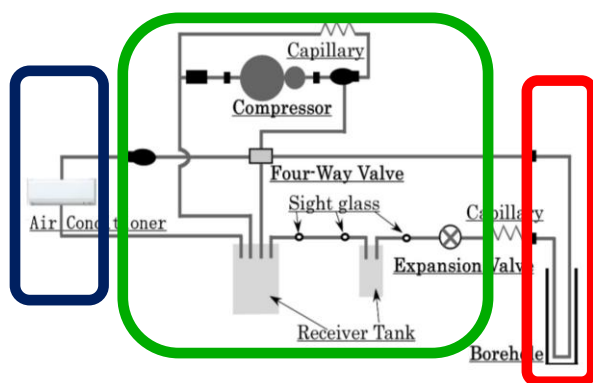 Capillary
Compressor
Four-Way Valve
Sight glass
Capillary
Air Conditioner
Expansion Valve
Receiver Tank
Borehole